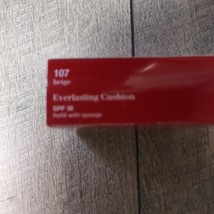 107
beige
Everlasting Cushion
SPF 50
Refill with sponge